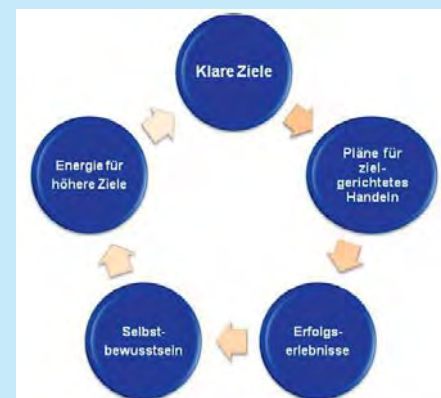 Klare Ziele
Pläne für
ziel-
gerichtetes
Handeln
Erfolgs-
erlebnisse
Selbst-
bewusstsein
Energie für
höhere Ziele